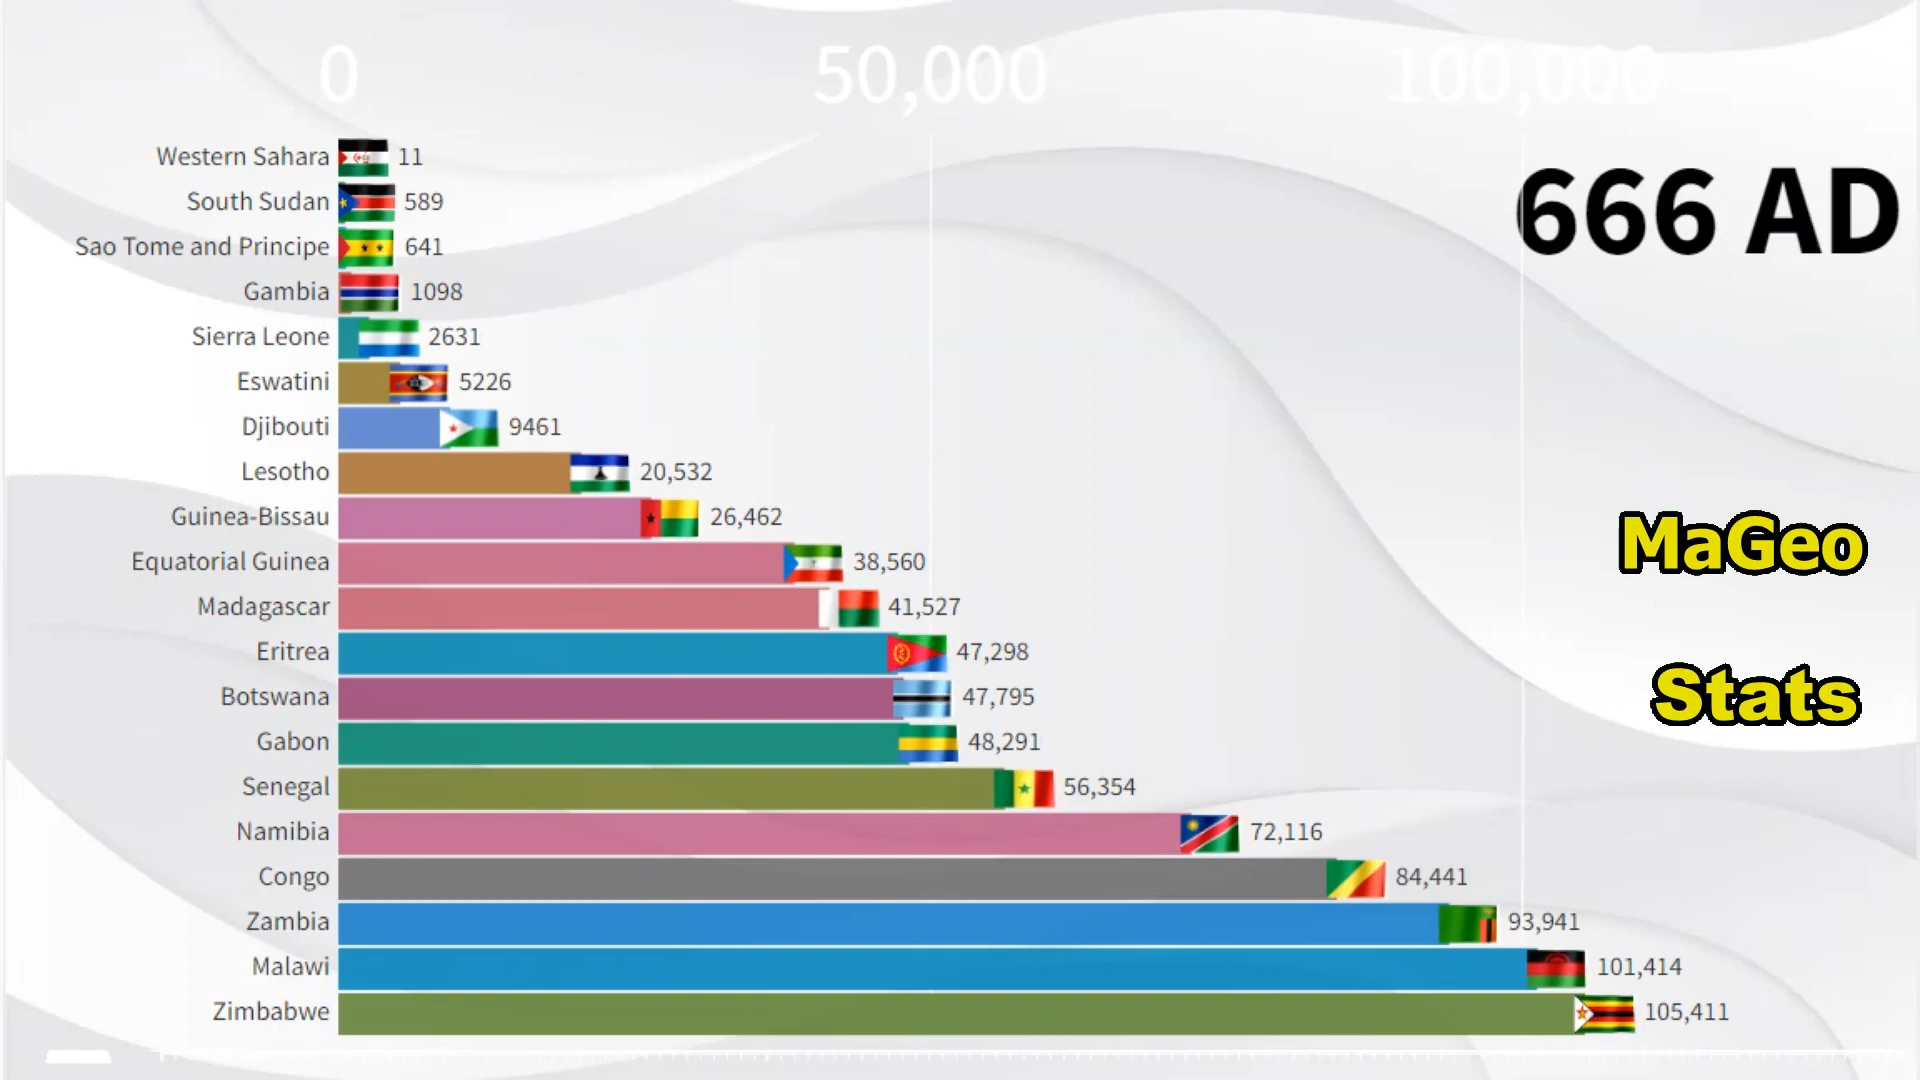 0 50,000 100,000
Western Sahara 11
666 AD
South Sudan 589
Sao Tome and Principe 641
Gambia 1098
Sierra Leone 2631
Eswatini 5226
Djibouti 9461
Lesotho 20,532
Guinea-Bissau 26,462
MaGeo
Equatorial Guinea 38,560
Madagascar 41,527
Eritrea 47,298
Botswana 47,795
Stats
Gabon 48,291
Senegal 56,354
Namibia 72,116
Congo 84,441
Zambia 93,941
Malawi 101,414
Zimbabwe 105,411